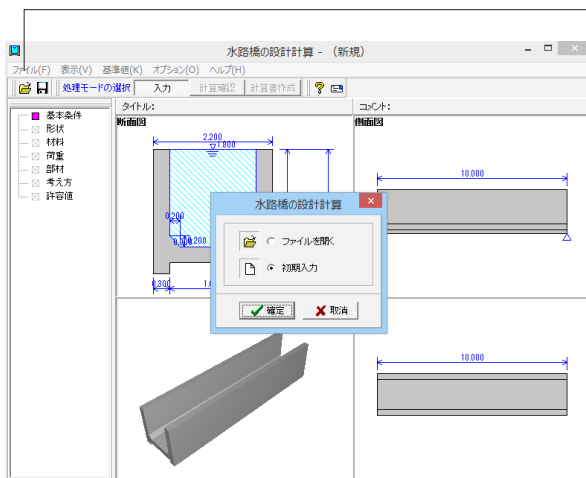 水路橋の設計計算 - （新規）
ファイル(F) 表示(V) 基準値(K) オプション(O) ヘルプ(H)
処理モードの選択 入力 計算確認 計算書作成
基本条件
形状
材料
荷重
部材
考え方
許容値
タイトル:
コメント:
断面図
側面図
2.200
1.800
10.000
0.200
0.200
0.300
水路橋の設計計算
ファイルを開く
初期入力
確定
取消
10.000